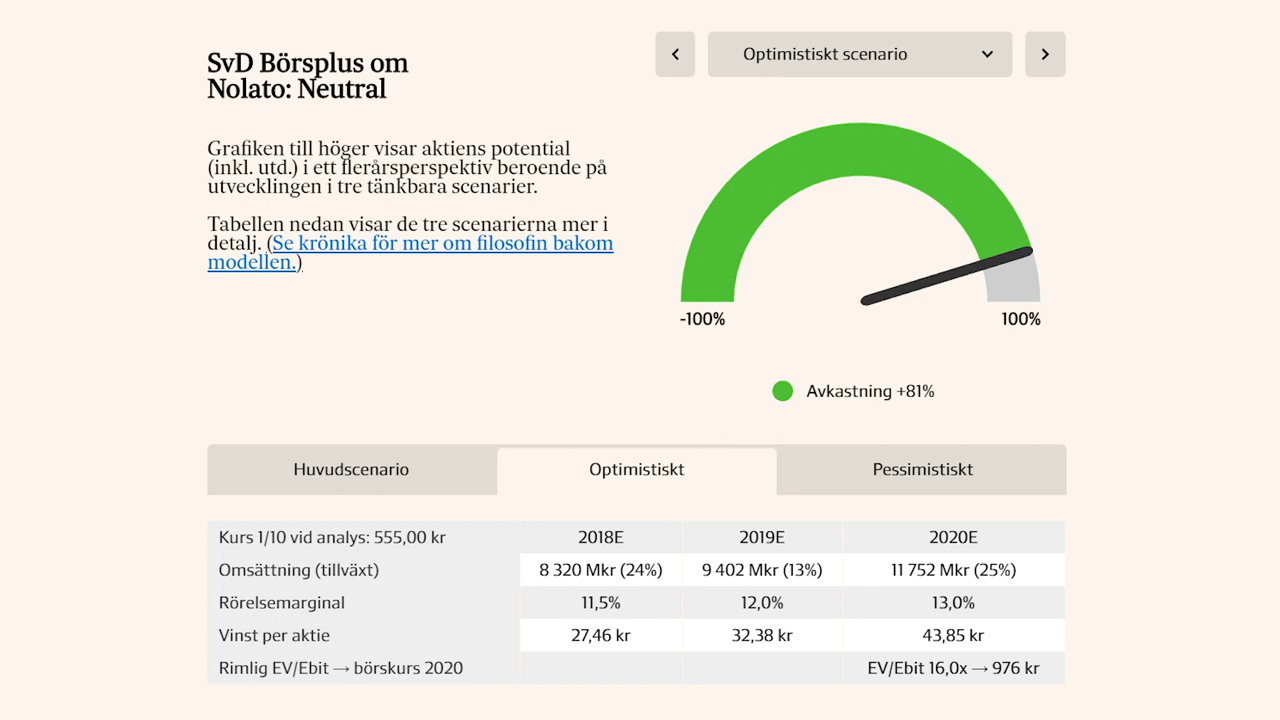 SvD Börsplus om
Nolato: Neutral
Grafiken till höger visar aktiens potential
(inkl. utd.) i ett flerårsperspektiv beroende på
utvecklingen i tre tänkbara scenarier.
Tabellen nedan visar de tre scenarierna mer i
detalj. (Se krönika för mer om filosofin bakom
modellen.)
Optimistiskt scenario
-100% 100%
Avkastning +81%
Huvudscenario Optimistiskt Pessimistiskt
Kurs 1/10 vid analys: 555,00 kr 2018E 2019E 2020E
Omsättning (tillväxt) 8 320 Mkr (24%) 9 402 Mkr (13%) 11 752 Mkr (25%)
Rörelsemarginal 11,5% 12,0% 13,0%
Vinst per aktie 27,46 kr 32,38 kr 43,85 kr
Rimlig EV/Ebit → börskurs 2020 EV/Ebit 16,0x → 976 kr